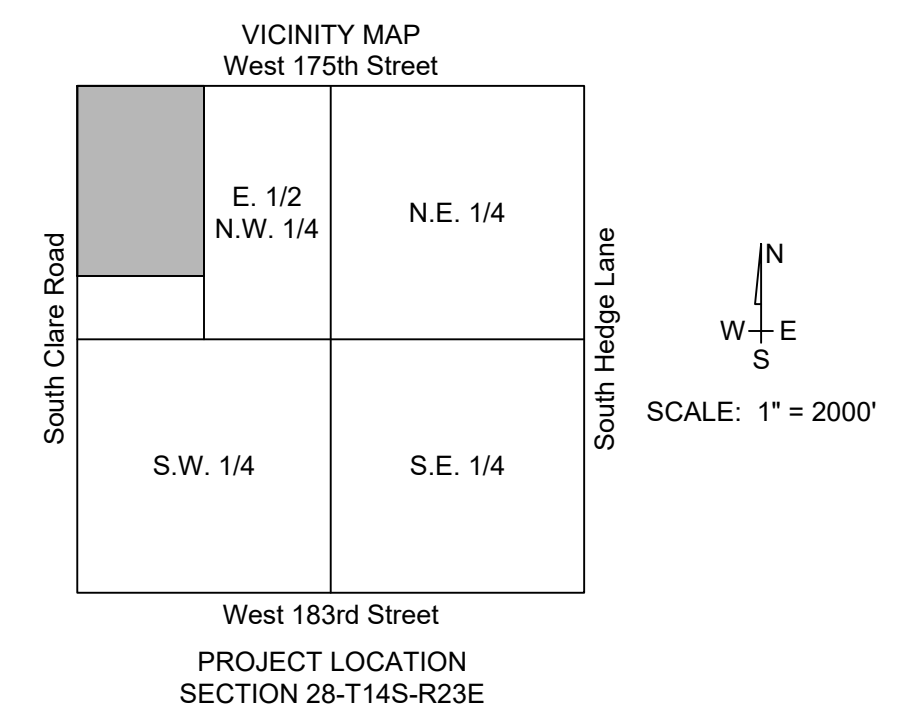 VICINITY MAP
West 175th Street
E. 1/2
N.W. 1/4
N.E. 1/4
South Clare Road
South Hedge Lane
N
W
E
S
SCALE: 1" = 2000'
S.W. 1/4
S.E. 1/4
West 183rd Street
PROJECT LOCATION
SECTION 28-T14S-R23E